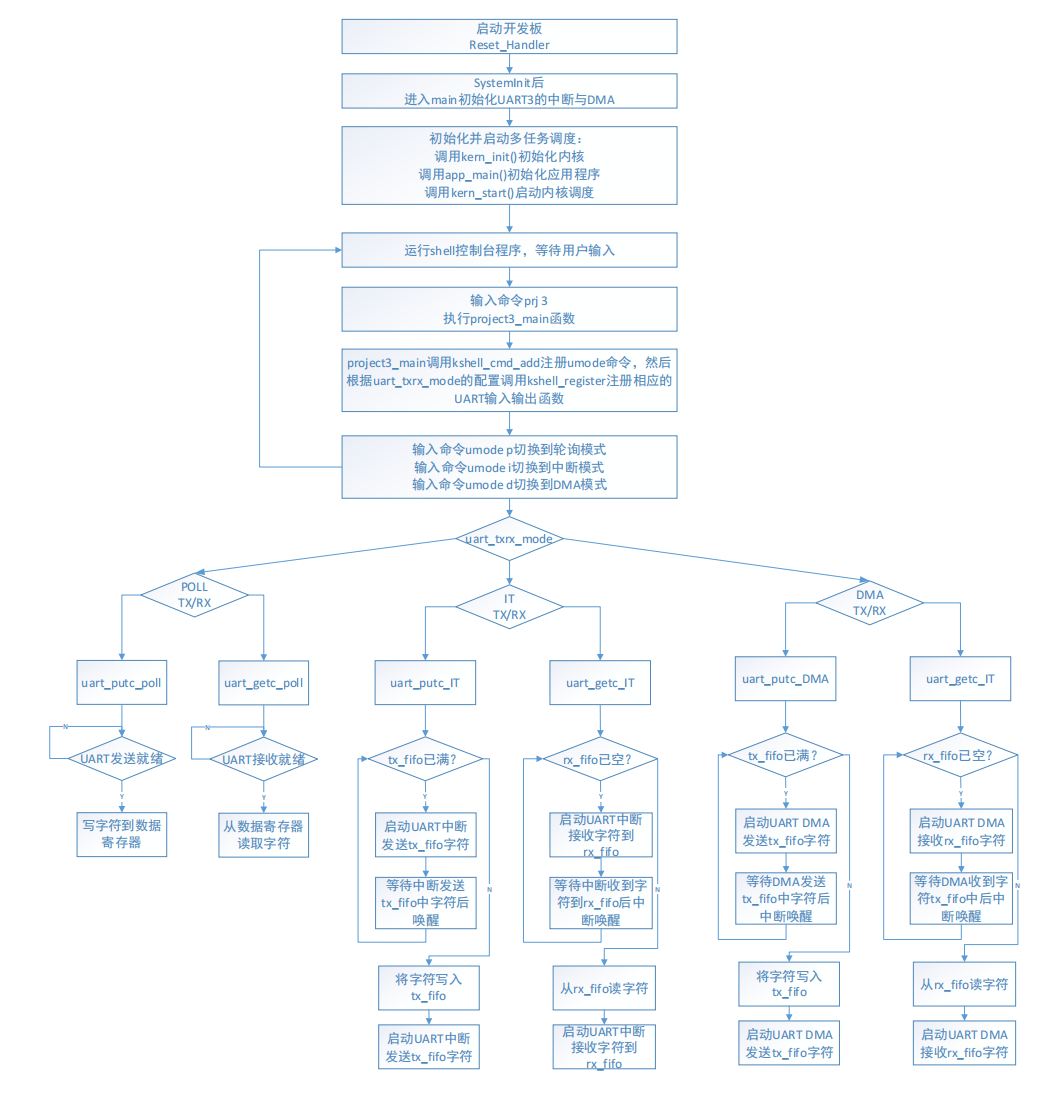 启动开发板
Reset_Handler
SystemInit后
进入main初始化UART3的中断与DMA
初始化并启动多任务调度：
调用kern_init()初始化内核
调用app_main()初始化应用程序
调用kern_start()启动内核调度
运行shell控制台程序，等待用户输入
输入命令prj 3
执行project3_main函数
project3_main调用kshell_cmd_add注册umode命令，然后
根据uart_txrx_mode的配置调用kshell_register注册相应的
UART输入输出函数
输入命令umode p切换到轮询模式
输入命令umode i切换到中断模式
输入命令umode d切换到DMA模式
uart_txrx_mode
POLL
TX/RX
IT
TX/RX
DMA
TX/RX
uart_putc_poll
uart_getc_poll
uart_putc_IT
uart_getc_IT
uart_putc_DMA
uart_getc_IT
N
UART发送就绪
Y
写字符到数据
寄存器
N
UART接收就绪
Y
从数据寄存器
读取字符
tx_fifo已满？
Y
启动UART中断
发送tx_fifo字符
等待中断发送
tx_fifo中字符后
唤醒
N
将字符写入
tx_fifo
启动UART中断
发送tx_fifo字符
rx_fifo已空？
Y
启动UART中断
接收字符到
rx_fifo
等待中断收到字
符到rx_fifo后中
断唤醒
N
从rx_fifo读字符
启动UART中断
接收字符到
rx_fifo
tx_fifo已满？
Y
启动UART DMA
发送tx_fifo字符
等待DMA发送
tx_fifo中字符后
中断唤醒
N
将字符写入
tx_fifo
启动UART DMA
发送tx_fifo字符
rx_fifo已空？
Y
启动UART DMA
接收rx_fifo字符
等待DMA收到字
符tx_fifo中后中
断唤醒
N
从rx_fifo读字符
启动UART DMA
接收rx_fifo字符